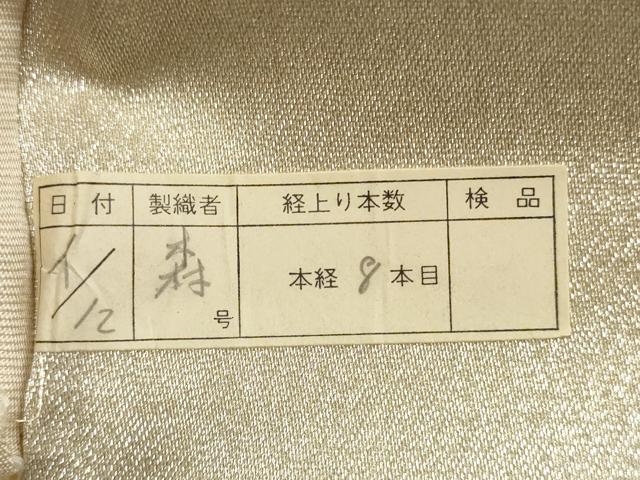 日 付 製織者 経上り本数 検 品
/12 森 号 本経 8 本目